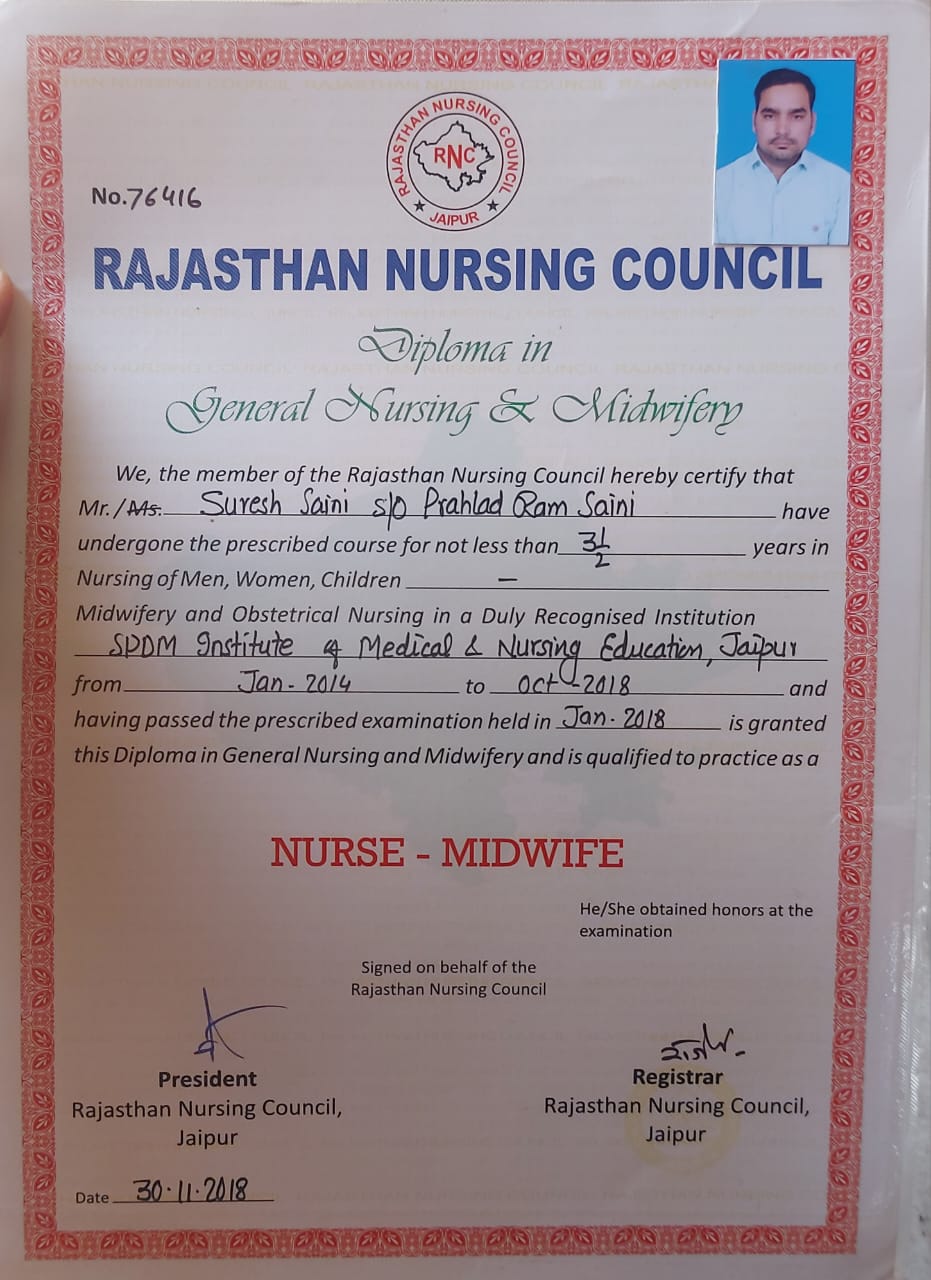 RAJASTHAN NURSING COUNCIL
RNC
★ JAIPUR ★
No.76416
RAJASTHAN NURSING COUNCIL
Diploma in
General Nursing & Midwifery
We, the member of the Rajasthan Nursing Council hereby certify that
Mr./Ms. Suresh Saini s/o Prahlad Ram Saini have
undergone the prescribed course for not less than 3 1/2 years in
Nursing of Men, Women, Children —
Midwifery and Obstetrical Nursing in a Duly Recognised Institution
SPDM Institute of Medical & Nursing Education, Jaipur
from Jan - 2014 to Oct - 2018 and
having passed the prescribed examination held in Jan - 2018 is granted
this Diploma in General Nursing and Midwifery and is qualified to practice as a
NURSE - MIDWIFE
He/She obtained honors at the
examination
Signed on behalf of the
Rajasthan Nursing Council
President
Rajasthan Nursing Council,
Jaipur
Registrar
Rajasthan Nursing Council,
Jaipur
Date 30.11.2018